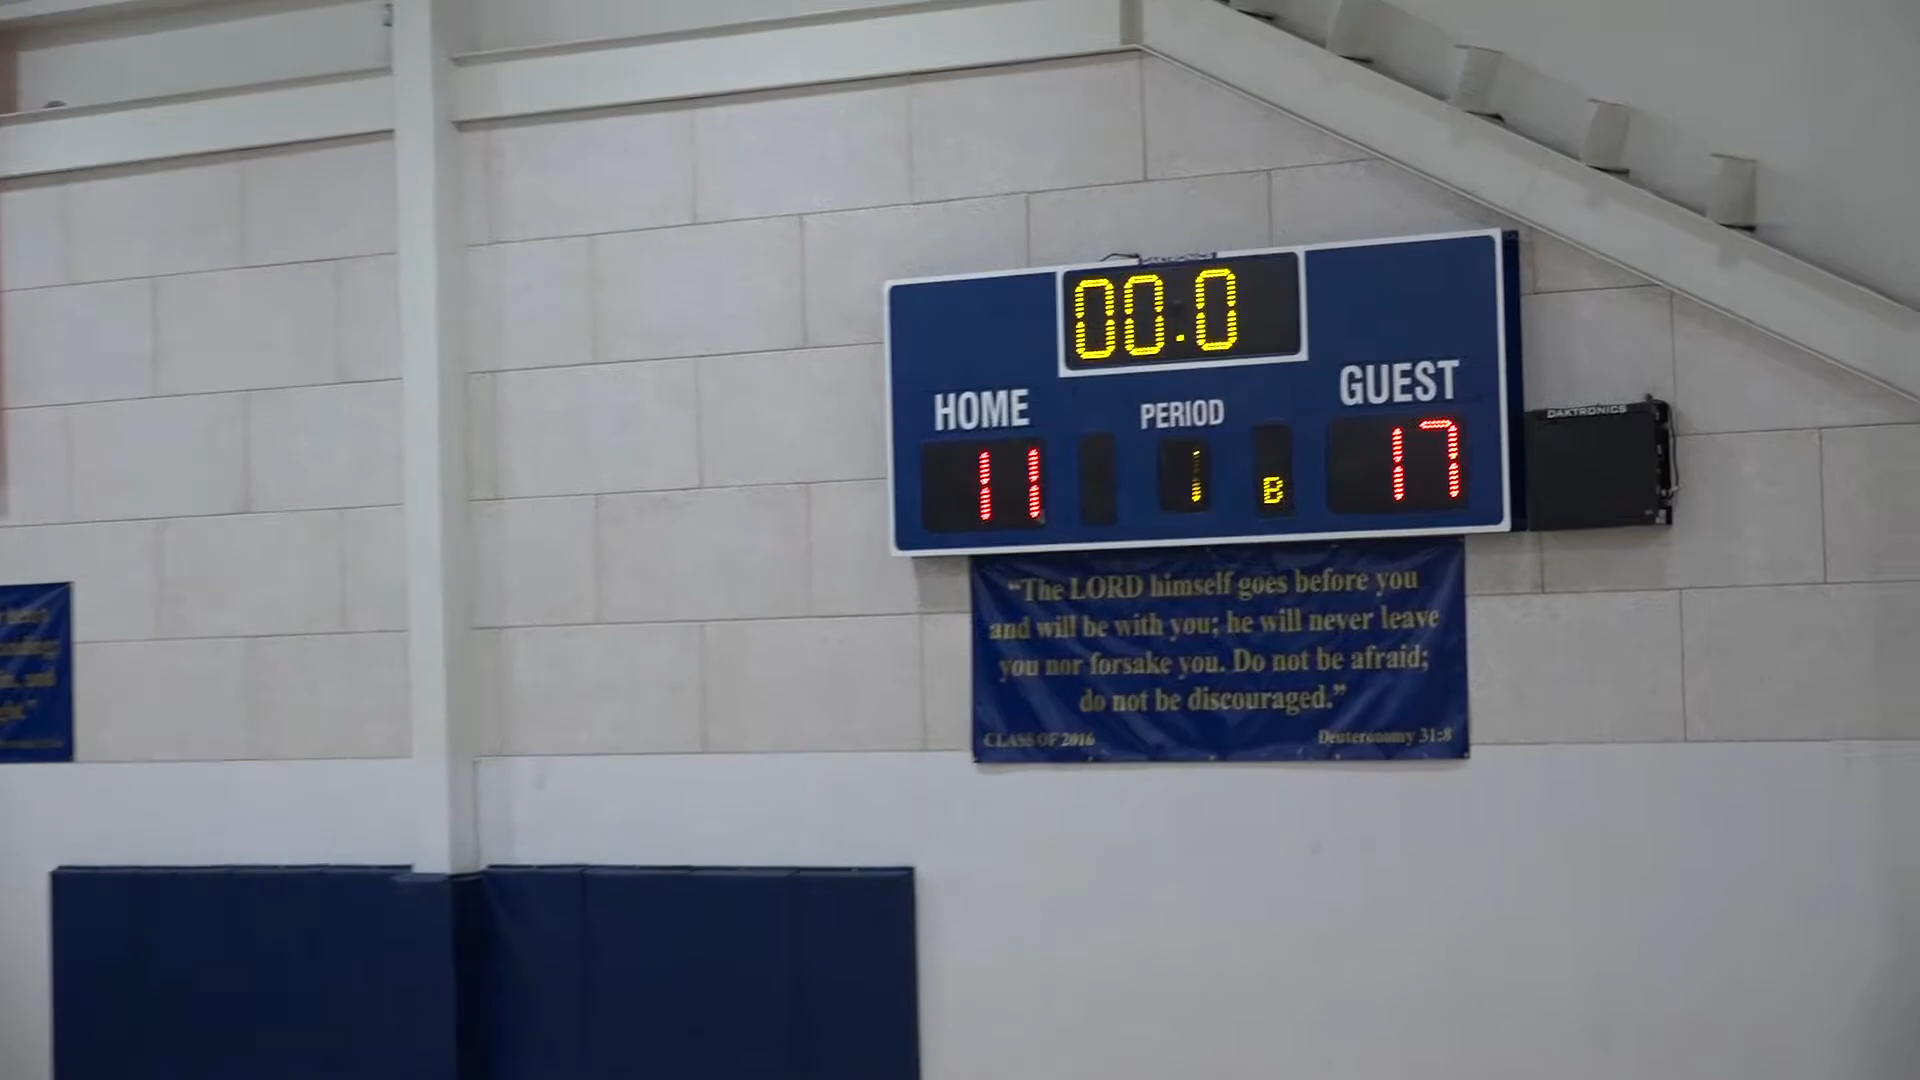 00.0
HOME
PERIOD
GUEST
11
1
B
17
DAKTRONICS
“The LORD himself goes before you
and will be with you; he will never leave
you nor forsake you. Do not be afraid;
do not be discouraged.”
CLASS OF 2016
Deuteronomy 31:8
and